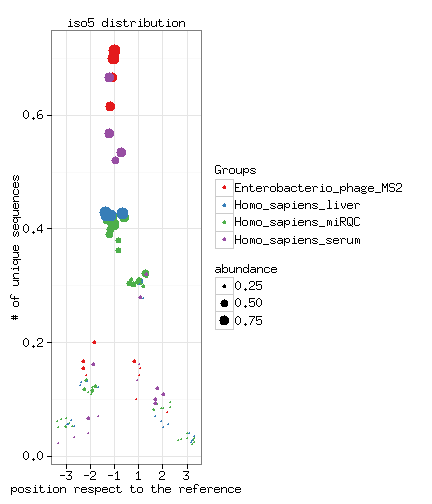 iso5 distribution
# of unique sequences
0.6
0.4
0.2
0.0
-3 -2 -1 1 2 3
position respect to the reference
Groups
Enterobacterio_phage_MS2
Homo_sapiens_liver
Homo_sapiens_miRQC
Homo_sapiens_serum
abundance
0.25
0.50
0.75